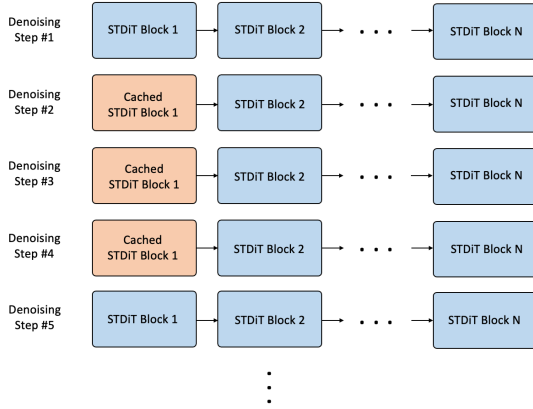 Denoising
Step #1
STDiT Block 1
STDiT Block 2
. . .
STDiT Block N
Denoising
Step #2
Cached
STDiT Block 1
STDiT Block 2
. . .
STDiT Block N
Denoising
Step #3
Cached
STDiT Block 1
STDiT Block 2
. . .
STDiT Block N
Denoising
Step #4
Cached
STDiT Block 1
STDiT Block 2
. . .
STDiT Block N
Denoising
Step #5
STDiT Block 1
STDiT Block 2
. . .
STDiT Block N